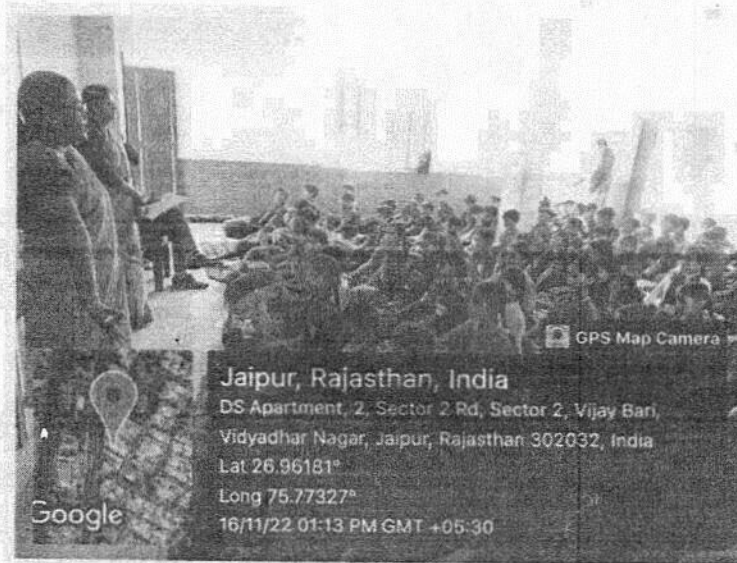 GPS Map Camera
Jaipur, Rajasthan, India
DS Apartment, 2, Sector 2 Rd, Sector 2, Vijay Bari,
Vidyadhar Nagar, Jaipur, Rajasthan 302032, India
Lat 26.96181°
Long 75.77327°
16/11/22 01:13 PM GMT +05:30
Google